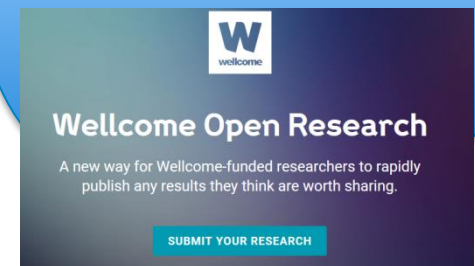 W
wellcome
Wellcome Open Research
A new way for Wellcome-funded researchers to rapidly
publish any results they think are worth sharing.
SUBMIT YOUR RESEARCH